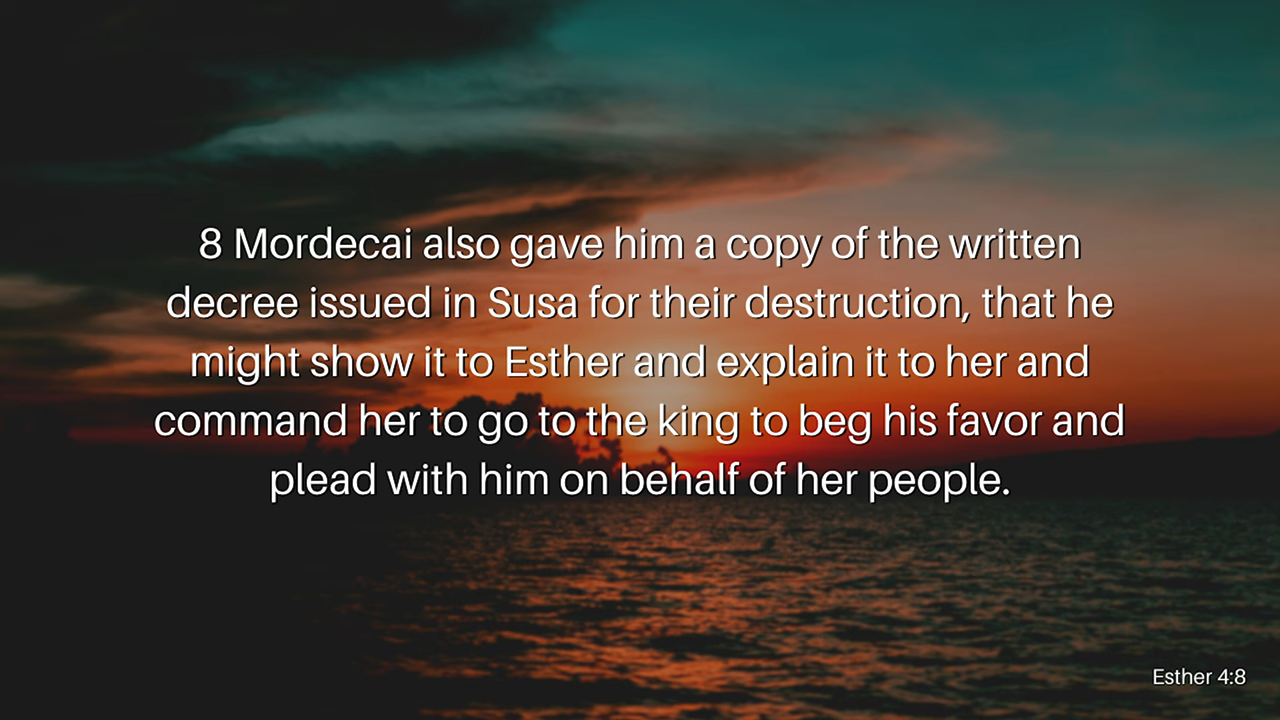 8 Mordecai also gave him a copy of the written
decree issued in Susa for their destruction, that he
might show it to Esther and explain it to her and
command her to go to the king to beg his favor and
plead with him on behalf of her people.
Esther 4:8